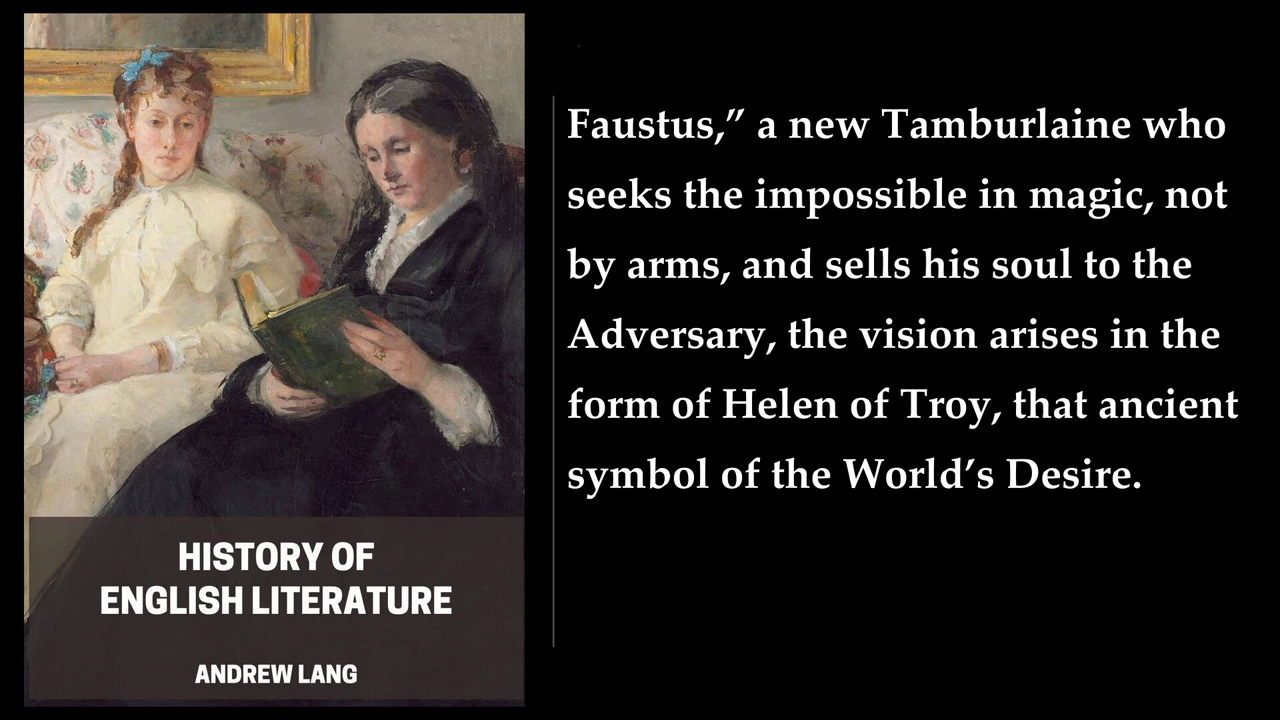 Faustus,” a new Tamburlaine who
seeks the impossible in magic, not
by arms, and sells his soul to the
Adversary, the vision arises in the
form of Helen of Troy, that ancient
symbol of the World’s Desire.
HISTORY OF
ENGLISH LITERATURE
ANDREW LANG